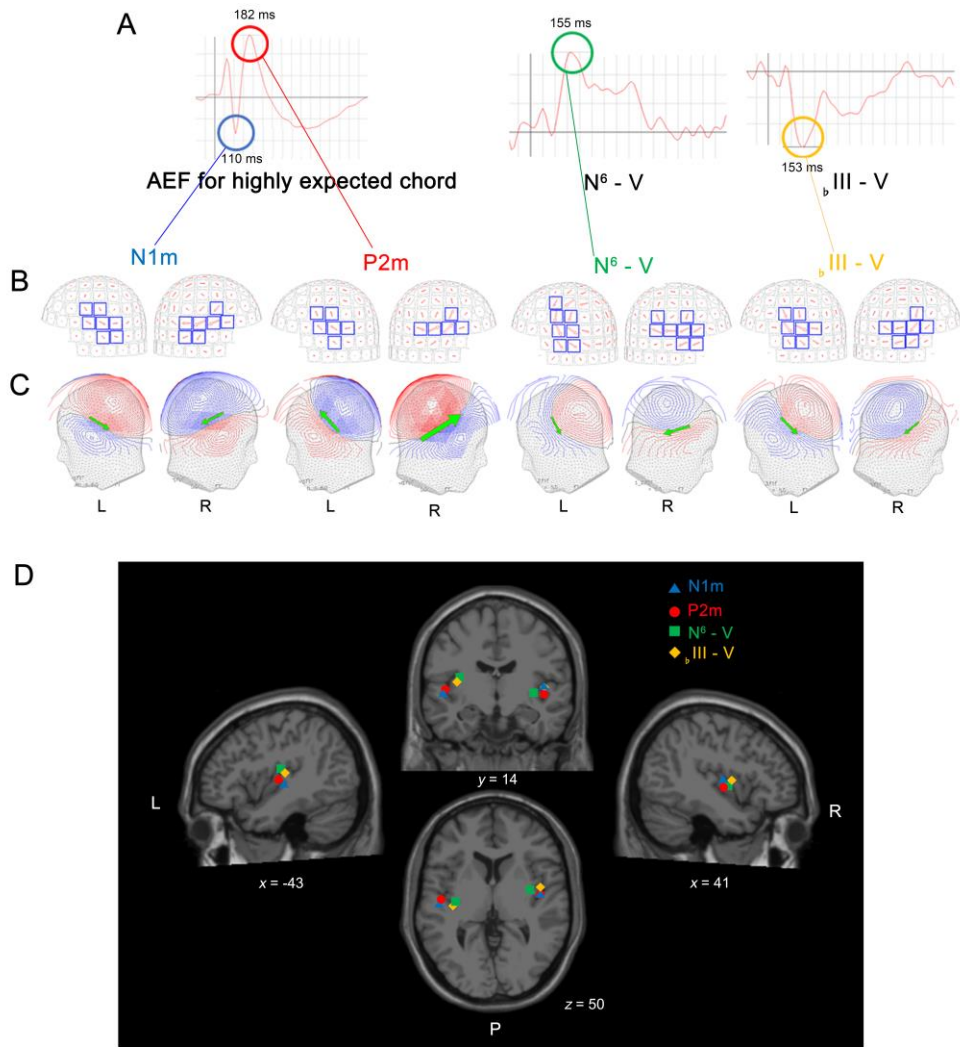 A
182 ms
110 ms
AEF for highly expected chord
155 ms
N⁶ - V
153 ms
♭III - V
N1m
P2m
N⁶ - V
♭III - V
B
C
L
R
L
R
L
R
L
R
D
N1m
P2m
N⁶ - V
♭III - V
y = 14
L
R
x = -43
x = 41
z = 50
P